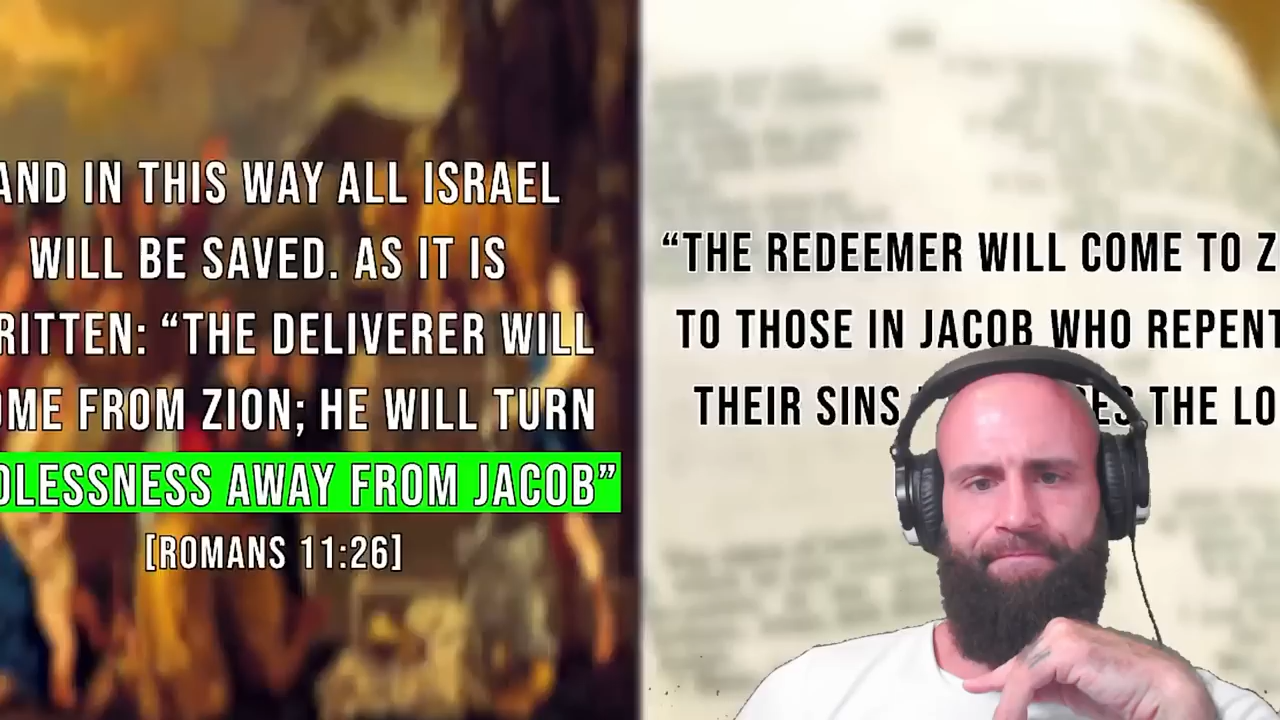 AND IN THIS WAY ALL ISRAEL
WILL BE SAVED. AS IT IS
RITTEN: “THE DELIVERER WILL
OME FROM ZION; HE WILL TURN
DLESSNESS AWAY FROM JACOB”
[ROMANS 11:26]
“THE REDEEMER WILL COME TO Z
TO THOSE IN JACOB WHO REPENT
THEIR SINS THE LO